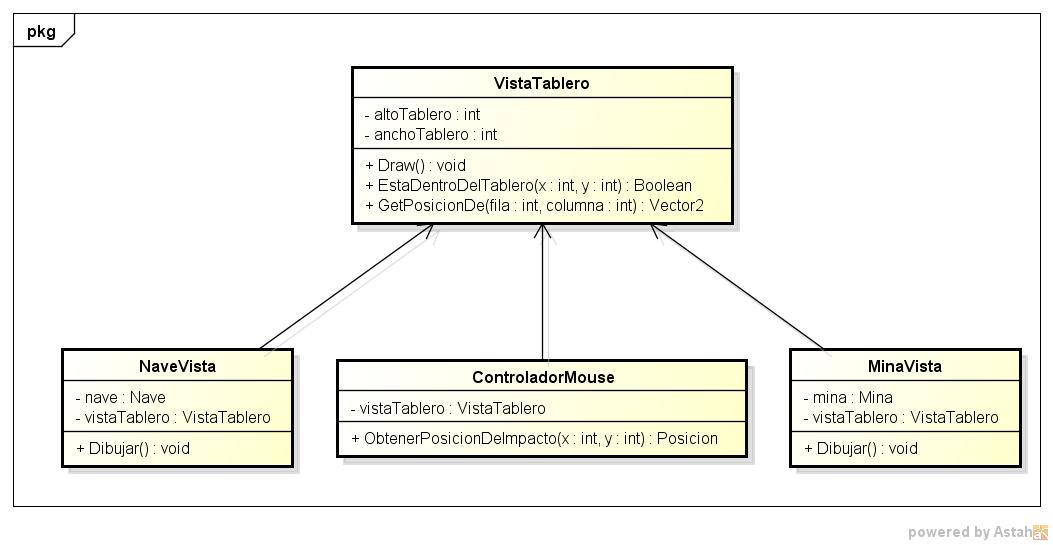 pkg
VistaTablero
- altoTablero : int
- anchoTablero : int
+ Draw() : void
+ EstaDentroDelTablero(x : int, y : int) : Boolean
+ GetPosicionDe(fila : int, columna : int) : Vector2
NaveVista
- nave : Nave
- vistaTablero : VistaTablero
+ Dibujar() : void
ControladorMouse
- vistaTablero : VistaTablero
+ ObtenerPosicionDeImpacto(x : int, y : int) : Posicion
MinaVista
- mina : Mina
- vistaTablero : VistaTablero
+ Dibujar() : void
powered by Astah